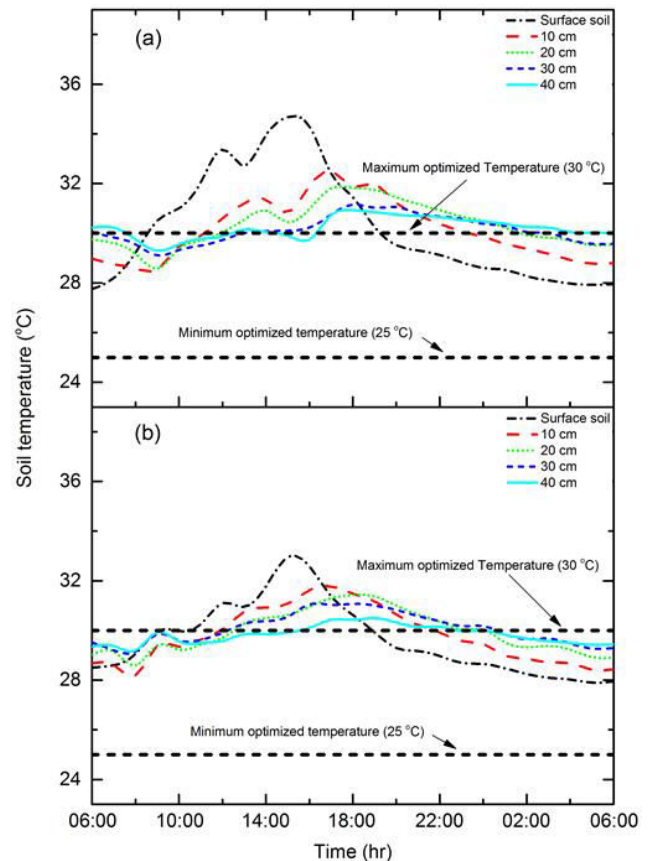 (a)
Surface soil
10 cm
20 cm
30 cm
40 cm
36
32
28
24
Maximum optimized Temperature (30 °C)
Minimum optimized temperature (25 °C)
Soil temperature (°C)
(b)
Surface soil
10 cm
20 cm
30 cm
40 cm
36
32
28
24
Maximum optimized Temperature (30 °C)
Minimum optimized temperature (25 °C)
06:00 10:00 14:00 18:00 22:00 02:00 06:00
Time (hr)